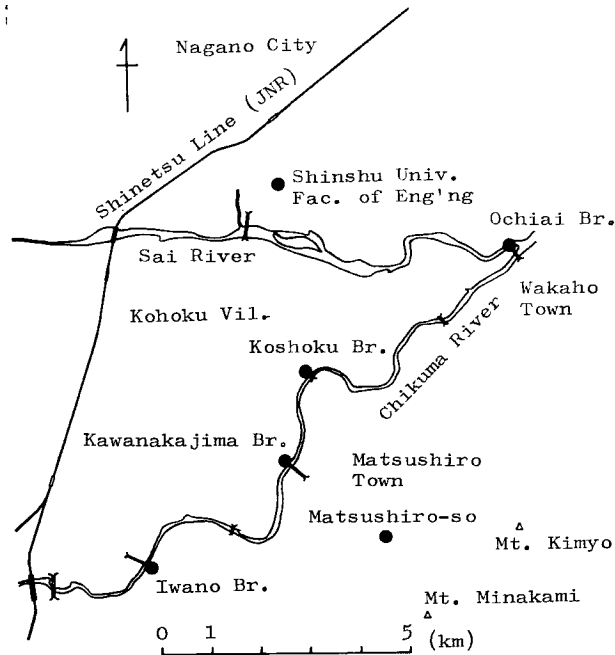 Nagano City
Shinetsu Line (JNR)
Shinshu Univ.
Fac. of Eng'ng
Ochiai Br.
Sai River
Wakaho
Town
Kohoku Vil.
Koshoku Br.
Chikuma River
Kawanakajima Br.
Matsushiro
Town
Matsushiro-so
Mt. Kimyo
Iwano Br.
Mt. Minakami
0 1 5 (km)